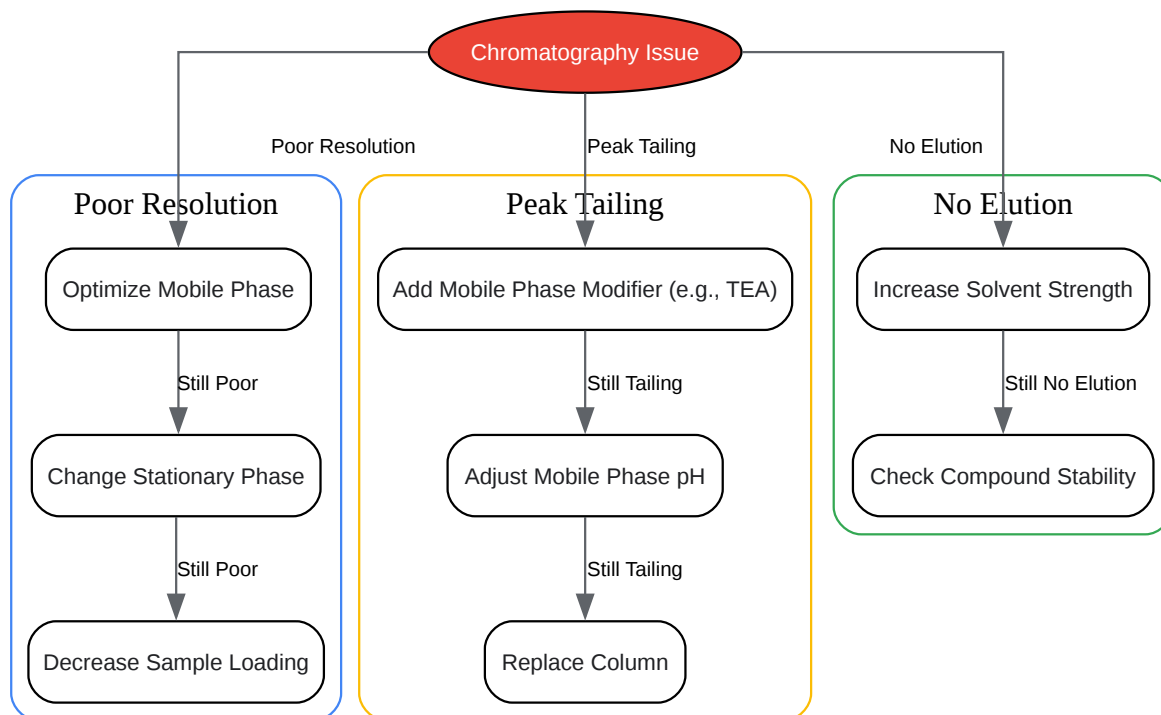 Chromatography Issue
Poor Resolution
Peak Tailing
No Elution
Poor Resolution
Peak Tailing
No Elution
Optimize Mobile Phase
Add Mobile Phase Modifier (e.g., TEA)
Increase Solvent Strength
Still Poor
Still Tailing
Still No Elution
Change Stationary Phase
Adjust Mobile Phase pH
Check Compound Stability
Still Poor
Still Tailing
Decrease Sample Loading
Replace Column